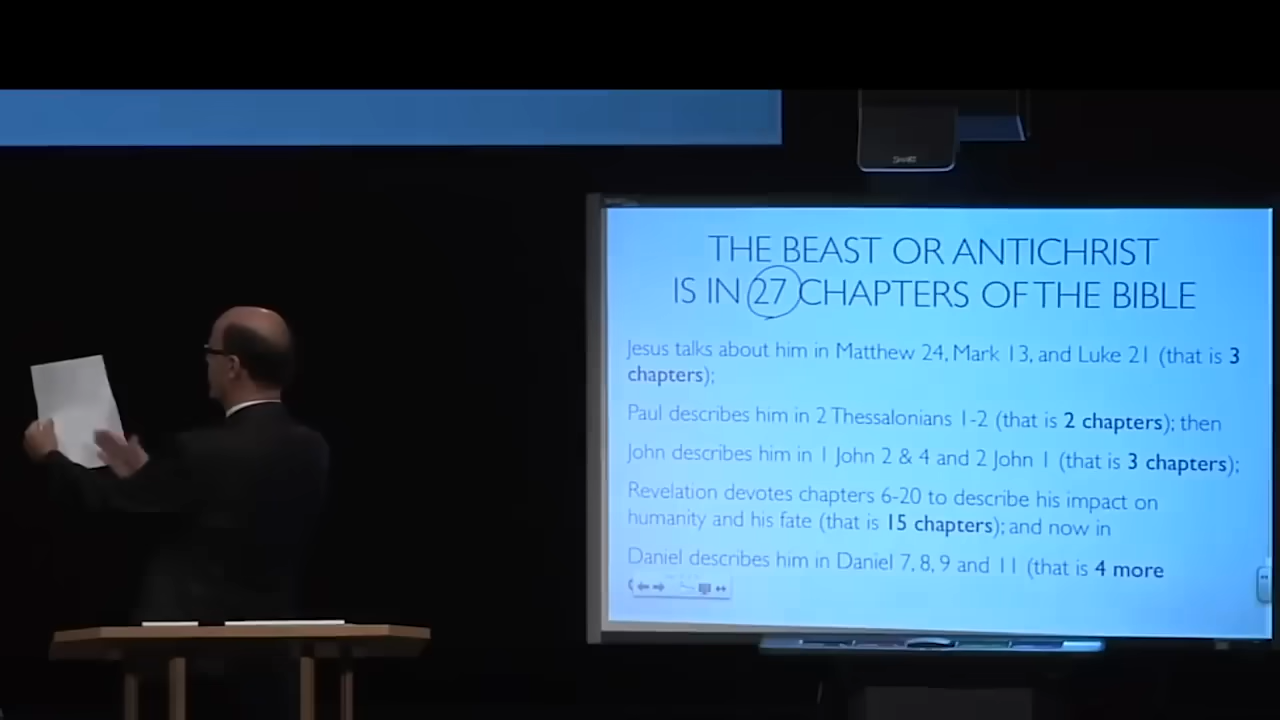 SMART
THE BEAST OR ANTICHRIST
IS IN 27 CHAPTERS OF THE BIBLE
Jesus talks about him in Matthew 24, Mark 13, and Luke 21 (that is 3
chapters);
Paul describes him in 2 Thessalonians 1-2 (that is 2 chapters); then
John describes him in 1 John 2 & 4 and 2 John 1 (that is 3 chapters);
Revelation devotes chapters 6-20 to describe his impact on
humanity and his fate (that is 15 chapters); and now in
Daniel describes him in Daniel 7, 8, 9 and 11 (that is 4 more